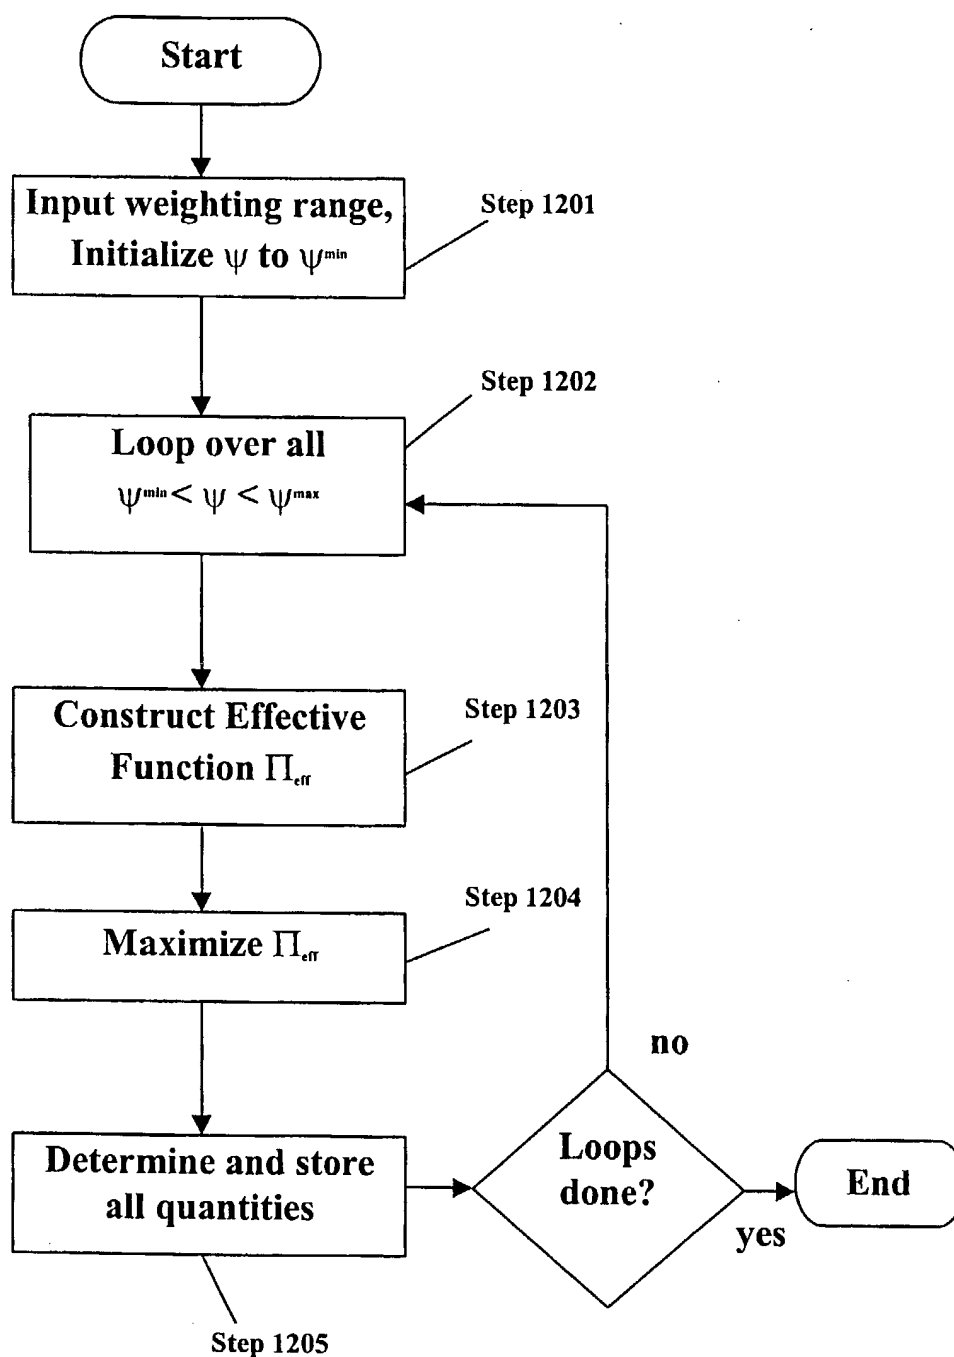 Start
Input weighting range,
Initialize ψ to ψmin
Step 1201
Step 1202
Loop over all
ψmin < ψ < ψmax
Construct Effective
Function Πeff
Step 1203
Step 1204
Maximize Πeff
no
Determine and store
all quantities
Loops
done?
End
yes
Step 1205